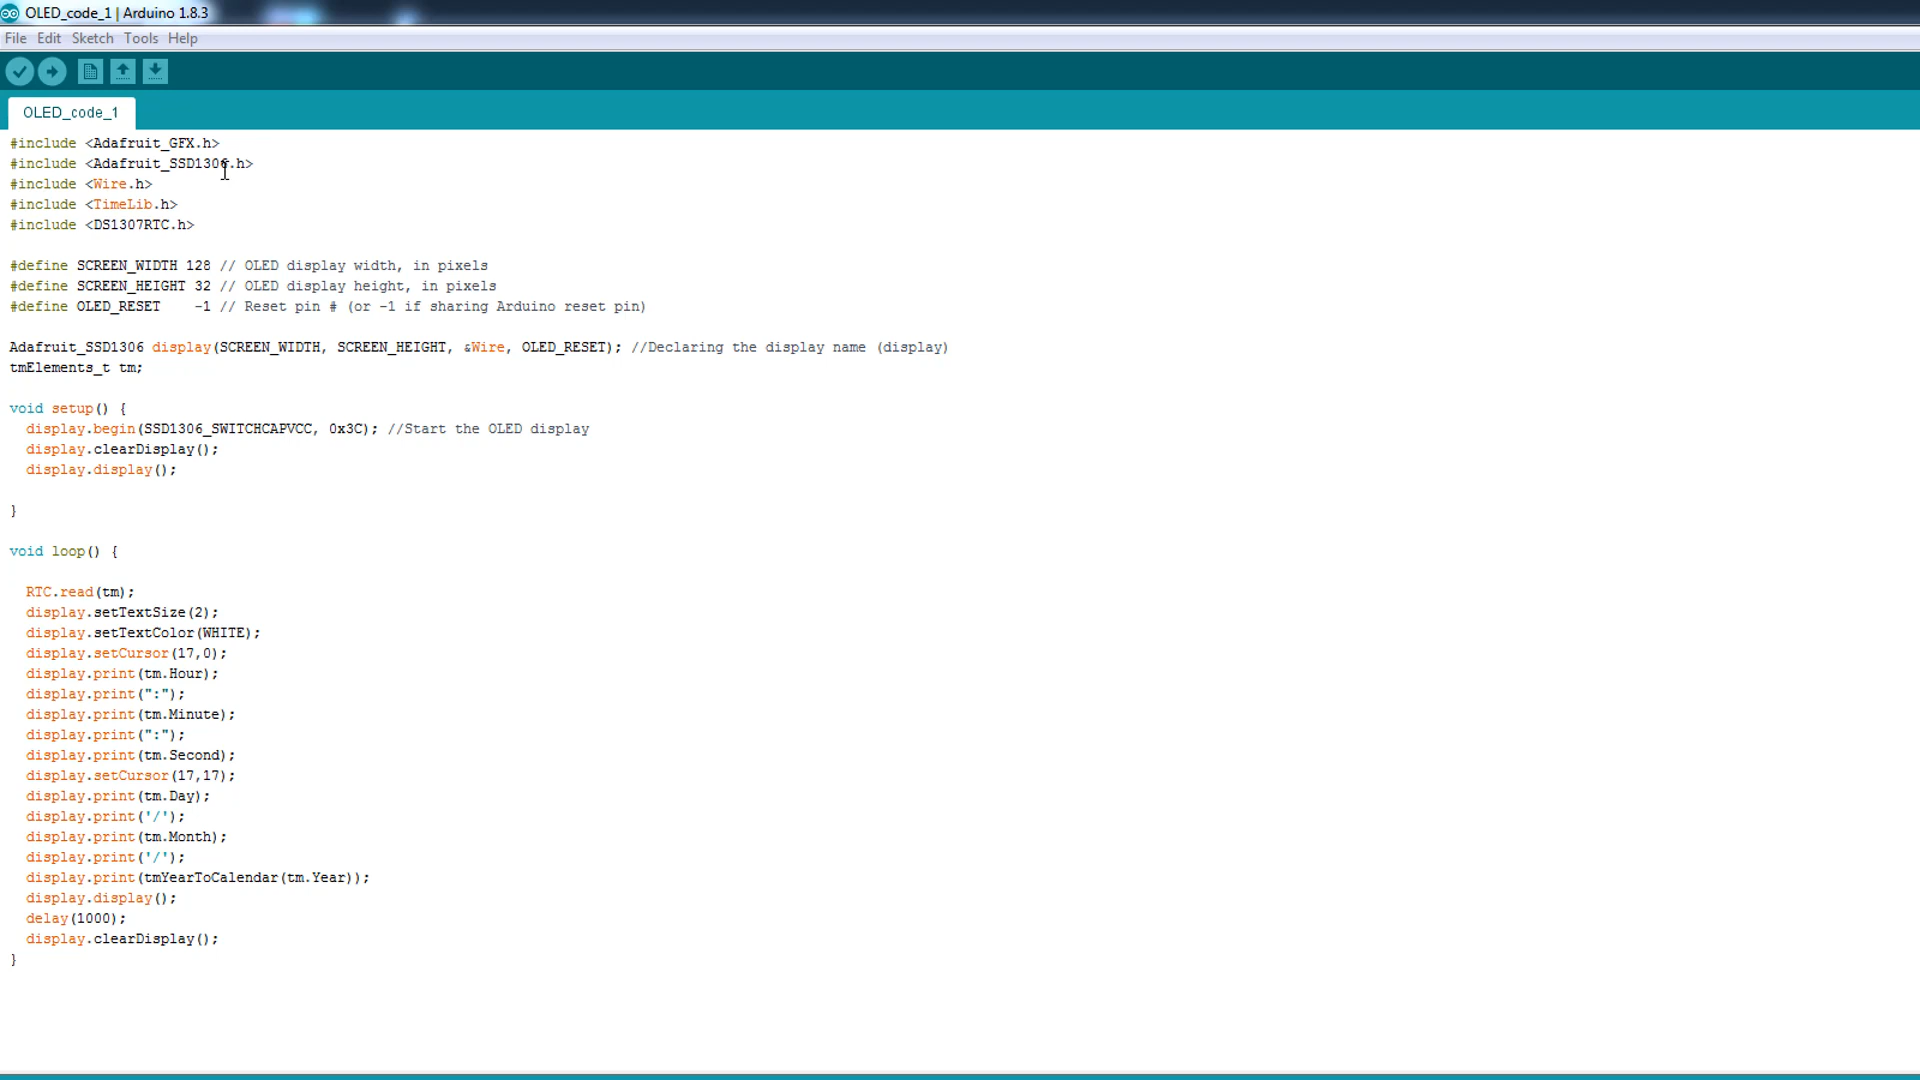 OLED_code_1 | Arduino 1.8.3
File Edit Sketch Tools Help
OLED_code_1
#include <Adafruit_GFX.h>
#include <Adafruit_SSD1306.h>
#include <Wire.h>
#include <TimeLib.h>
#include <DS1307RTC.h>
#define SCREEN_WIDTH 128 // OLED display width, in pixels
#define SCREEN_HEIGHT 32 // OLED display height, in pixels
#define OLED_RESET    -1 // Reset pin # (or -1 if sharing Arduino reset pin)
Adafruit_SSD1306 display(SCREEN_WIDTH, SCREEN_HEIGHT, &Wire, OLED_RESET); //Declaring the display name (display)
tmElements_t tm;
void setup() {
  display.begin(SSD1306_SWITCHCAPVCC, 0x3C); //Start the OLED display
  display.clearDisplay();
  display.display();
}
void loop() {
  RTC.read(tm);
  display.setTextSize(2);
  display.setTextColor(WHITE);
  display.setCursor(17,0);
  display.print(tm.Hour);
  display.print(":");
  display.print(tm.Minute);
  display.print(":");
  display.print(tm.Second);
  display.setCursor(17,17);
  display.print(tm.Day);
  display.print('/');
  display.print(tm.Month);
  display.print('/');
  display.print(tmYearToCalendar(tm.Year));
  display.display();
  delay(1000);
  display.clearDisplay();
}